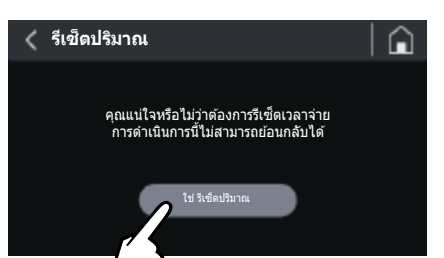 รีเซ็ตปริมาณ
คุณแน่ใจหรือไม่ว่าต้องการรีเซ็ตเวลาจ่าย
การดำเนินการนี้ไม่สามารถย้อนกลับได้
ใช่ รีเซ็ตปริมาณ